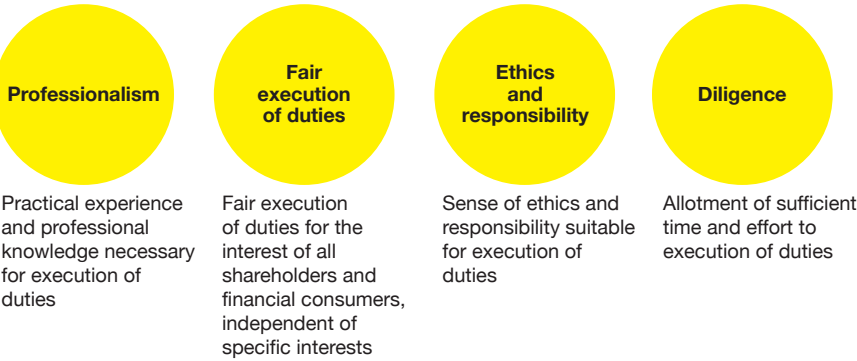 Professionalism
Practical experience
and professional
knowledge necessary
for execution of
duties
Fair
execution
of duties
Fair execution
of duties for the
interest of all
shareholders and
financial consumers,
independent of
specific interests
Ethics
and
responsibility
Sense of ethics and
responsibility suitable
for execution of
duties
Diligence
Allotment of sufficient
time and effort to
execution of duties